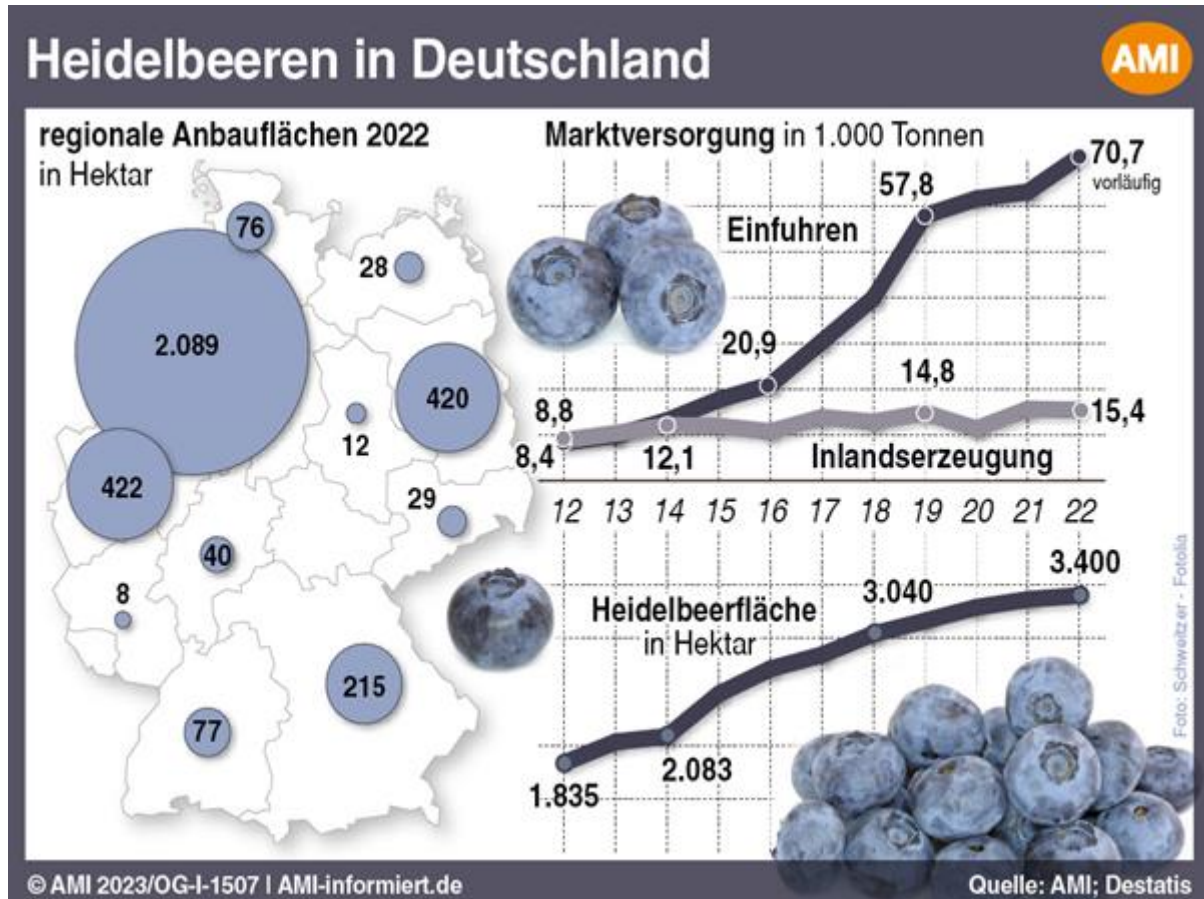 Heidelbeeren in Deutschland
AMI
regionale Anbauflächen 2022
in Hektar
76
28
2.089
420
12
422
29
40
8
215
77
Marktversorgung in 1.000 Tonnen
70,7
vorläufig
57,8
Einfuhren
20,9
14,8
8,8
15,4
8,4
12,1
Inlandserzeugung
12 13 14 15 16 17 18 19 20 21 22
3.400
3.040
Heidelbeerfläche
in Hektar
2.083
1.835
Foto: Schweitzer - Fotolia
© AMI 2023/OG-I-1507 I AMI-informiert.de
Quelle: AMI; Destatis